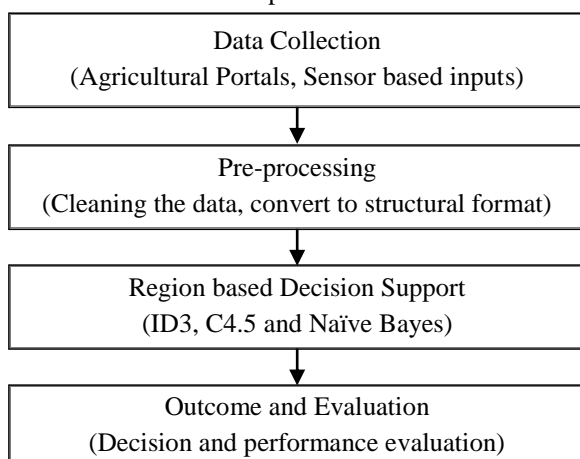 Data Collection
(Agricultural Portals, Sensor based inputs)
Pre-processing
(Cleaning the data, convert to structural format)
Region based Decision Support
(ID3, C4.5 and Naïve Bayes)
Outcome and Evaluation
(Decision and performance evaluation)